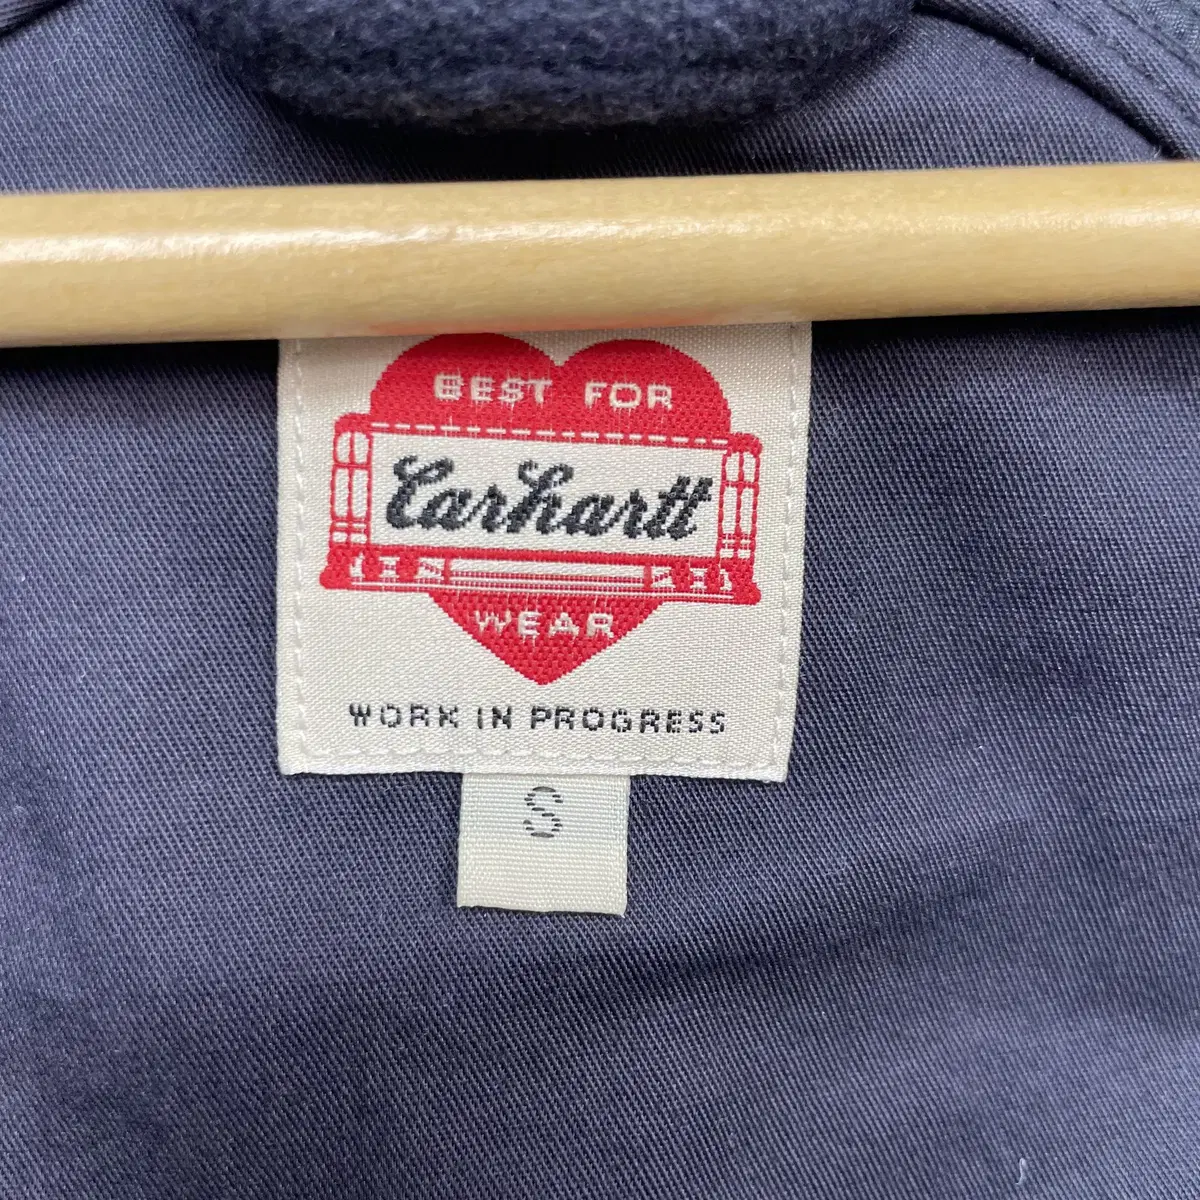 BEST FOR
Carhartt
WEAR
WORK IN PROGRESS
S